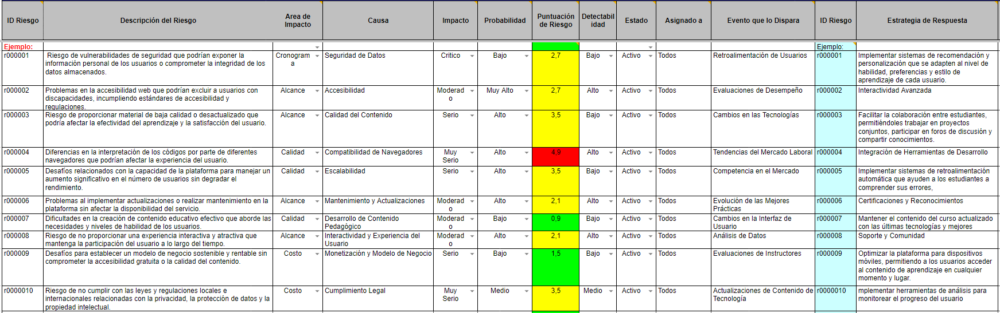 ID Riesgo
Descripción del Riesgo
Area de
Impacto
Causa
Impacto
Probabilidad
Puntuación
de Riesgo
Detectabil
idad
Estado
Asignado a
Evento que lo Dispara
ID Riesgo
Estrategia de Respuesta
Ejemplo:
Ejemplo:
r000001
Riesgo de vulnerabilidades de seguridad que podrían exponer la
información personal de los usuarios o comprometer la integridad de los
datos almacenados.
Cronogram
a
Seguridad de Datos
Critico
Bajo
2,7
Bajo
Activo
Todos
Retroalimentación de Usuarios
r000001
Implementar sistemas de recomendación y
personalización que se adapten al nivel de
habilidad, preferencias y estilo de
aprendizaje de cada usuario.
r000002
Problemas en la accesibilidad web que podrían excluir a usuarios con
discapacidades, incumpliendo estándares de accesibilidad y
regulaciones.
Alcance
Accesibilidad
Moderad
o
Muy Alto
2,7
Alto
Activo
Todos
Evaluaciones de Desempeño
r000002
Interactividad Avanzada
r000003
Riesgo de proporcionar material de baja calidad o desactualizado que
podría afectar la efectividad del aprendizaje y la satisfacción del usuario.
Alcance
Calidad del Contenido
Serio
Alto
3,5
Bajo
Activo
Todos
Cambios en las Tecnologías
r000003
Facilitar la colaboración entre estudiantes,
permitiéndoles trabajar en proyectos
conjuntos, participar en foros de discusión y
compartir conocimientos.
r000004
Diferencias en la interpretación de los códigos por parte de diferentes
navegadores que podrían afectar la experiencia del usuario.
Calidad
Compatibilidad de Navegadores
Muy
Serio
Alto
4,9
Alto
Activo
Todos
Tendencias del Mercado Laboral
r000004
Integración de Herramientas de Desarrollo
r000005
Desafíos relacionados con la capacidad de la plataforma para manejar un
aumento significativo en el número de usuarios sin degradar el
rendimiento.
Calidad
Escalabilidad
Serio
Alto
3,5
Bajo
Activo
Todos
Competencia en el Mercado
r000005
Implementar sistemas de retroalimentación
automática que ayuden a los estudiantes a
comprender sus errores,
r000006
Problemas al implementar actualizaciones o realizar mantenimiento en la
plataforma sin afectar la disponibilidad del servicio.
Alcance
Mantenimiento y Actualizaciones
Moderad
o
Alto
2,1
Alto
Activo
Todos
Evolución de las Mejores
Prácticas
r000006
Certificaciones y Reconocimientos
r000007
Dificultades en la creación de contenido educativo efectivo que aborde las
necesidades y niveles de habilidad de los usuarios.
Calidad
Desarrollo de Contenido
Pedagógico
Moderad
o
Bajo
0,9
Bajo
Activo
Todos
Cambios en la Interfaz de
Usuario
r000007
Mantener el contenido del curso actualizado
con las últimas tecnologías y mejores
r000008
Riesgo de no proporcionar una experiencia interactiva y atractiva que
mantenga la participación del usuario a lo largo del tiempo.
Alcance
Interactividad y Experiencia del
Usuario
Moderad
o
Alto
2,1
Alto
Activo
Todos
Análisis de Datos
r000008
Soporte y Comunidad
r000009
Desafíos para establecer un modelo de negocio sostenible y rentable sin
comprometer la accesibilidad gratuita o la calidad del contenido.
Costo
Monetización y Modelo de Negocio
Serio
Bajo
1,5
Bajo
Activo
Todos
Evaluaciones de Instructores
r000009
Optimizar la plataforma para dispositivos
móviles, permitiendo a los usuarios acceder
al contenido de aprendizaje en cualquier
momento y lugar.
r0000010
Riesgo de no cumplir con las leyes y regulaciones locales e
internacionales relacionadas con la privacidad, la protección de datos y la
propiedad intelectual.
Costo
Cumplimiento Legal
Muy
Serio
Medio
3,5
Medio
Activo
Todos
Actualizaciones de Contenido de
Tecnología
r0000010
mplementar herramientas de análisis para
monitorear el progreso del usuario